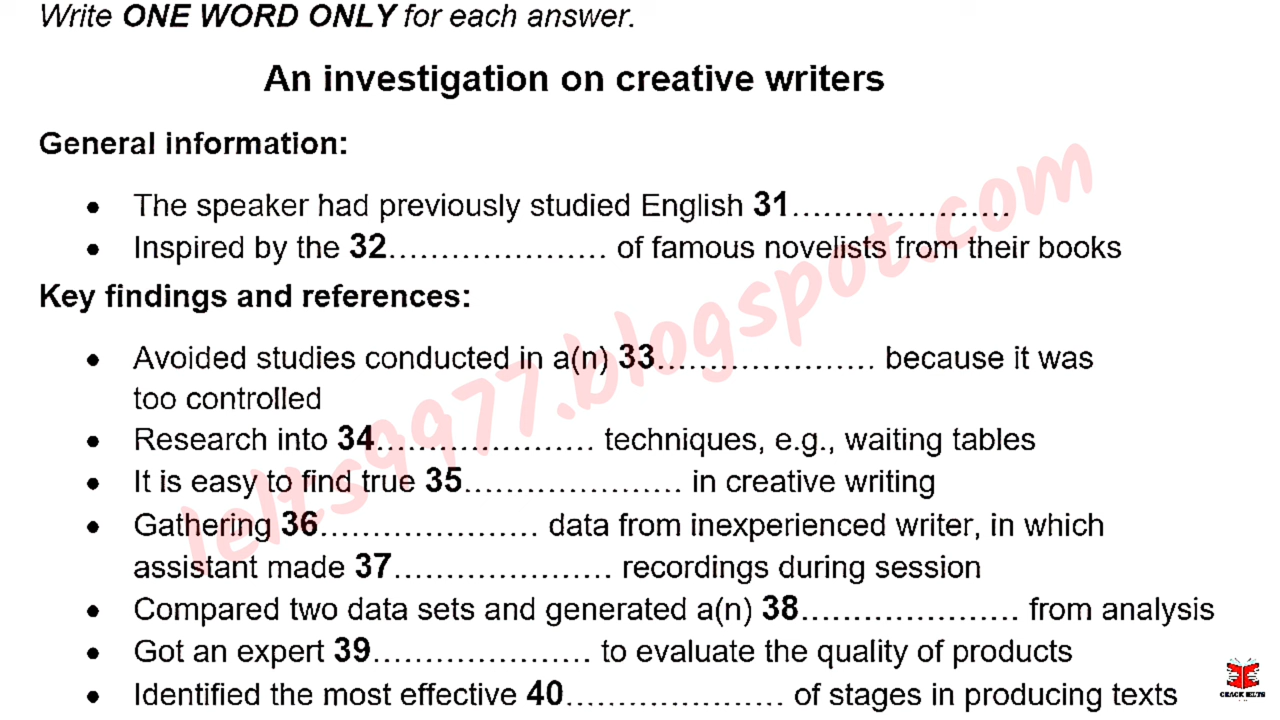 Write ONE WORD ONLY for each answer.
An investigation on creative writers
General information:
• The speaker had previously studied English 31.....................
• Inspired by the 32..................... of famous novelists from their books
Key findings and references:
• Avoided studies conducted in a(n) 33..................... because it was
too controlled
• Research into 34..................... techniques, e.g., waiting tables
• It is easy to find true 35..................... in creative writing
• Gathering 36..................... data from inexperienced writer, in which
assistant made 37..................... recordings during session
• Compared two data sets and generated a(n) 38..................... from analysis
• Got an expert 39..................... to evaluate the quality of products
• Identified the most effective 40..................... of stages in producing texts
Ielts9977.blogspot.com
CRACK IELTS